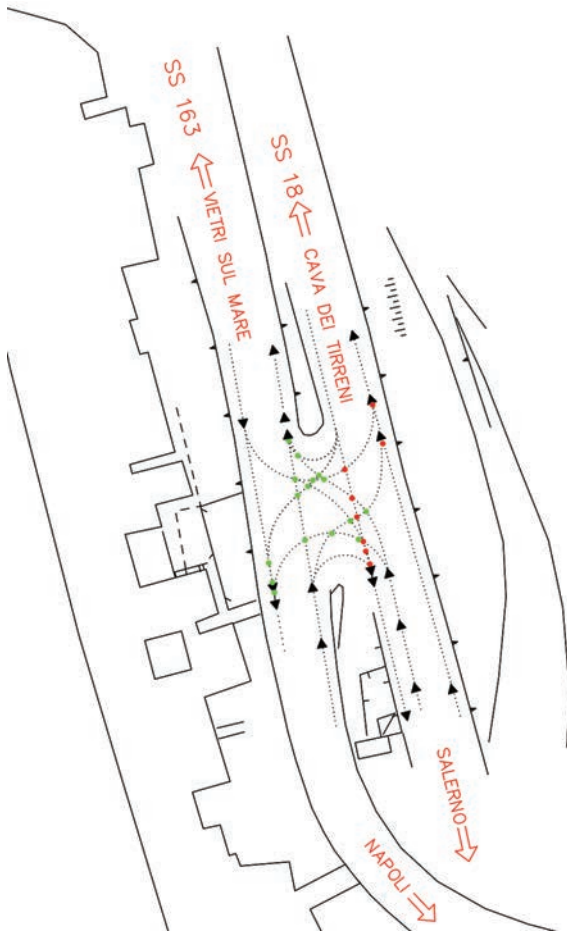 SS 163
VIETRI SUL MARE
SS 18
CAVA DEI TIRRENI
SALERNO
NAPOLI